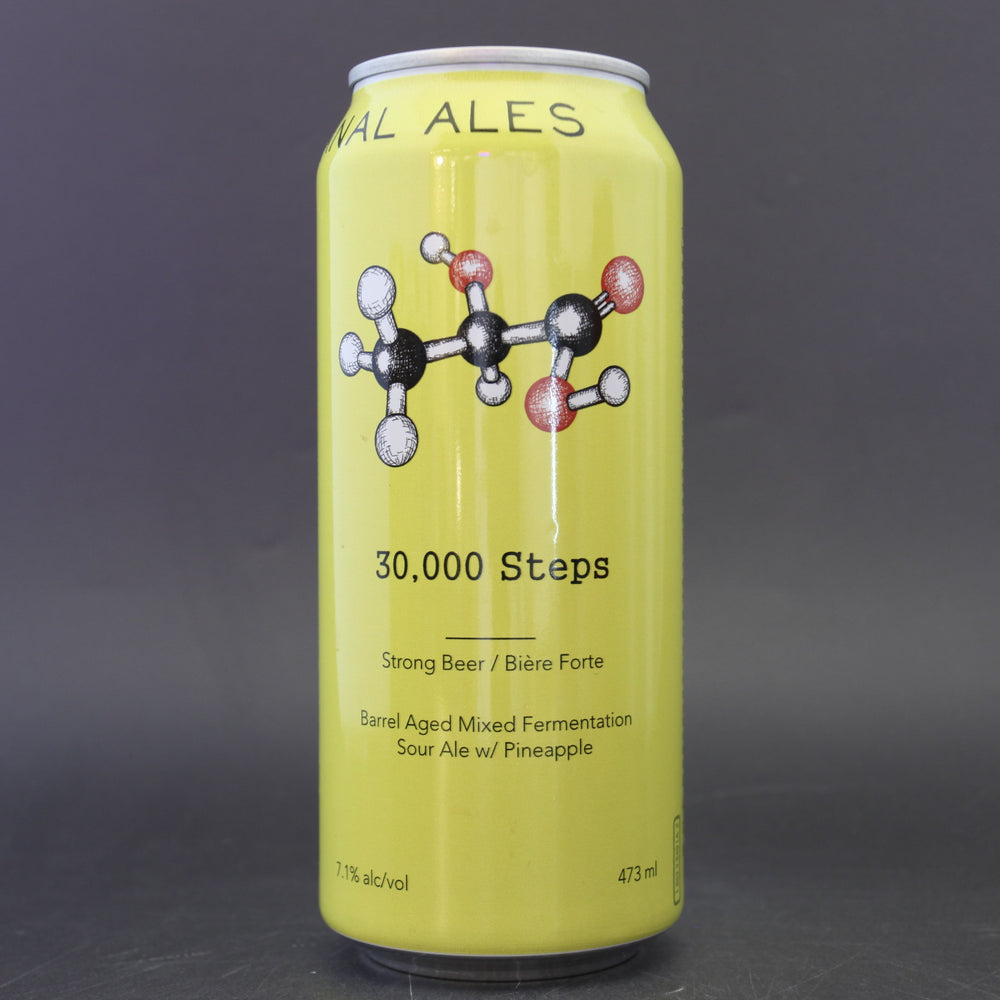 ALES
30,000 Steps
Strong Beer / Bière Forte
Barrel Aged Mixed Fermentation
Sour Ale w/ Pineapple
7.1% alc/vol
473 ml